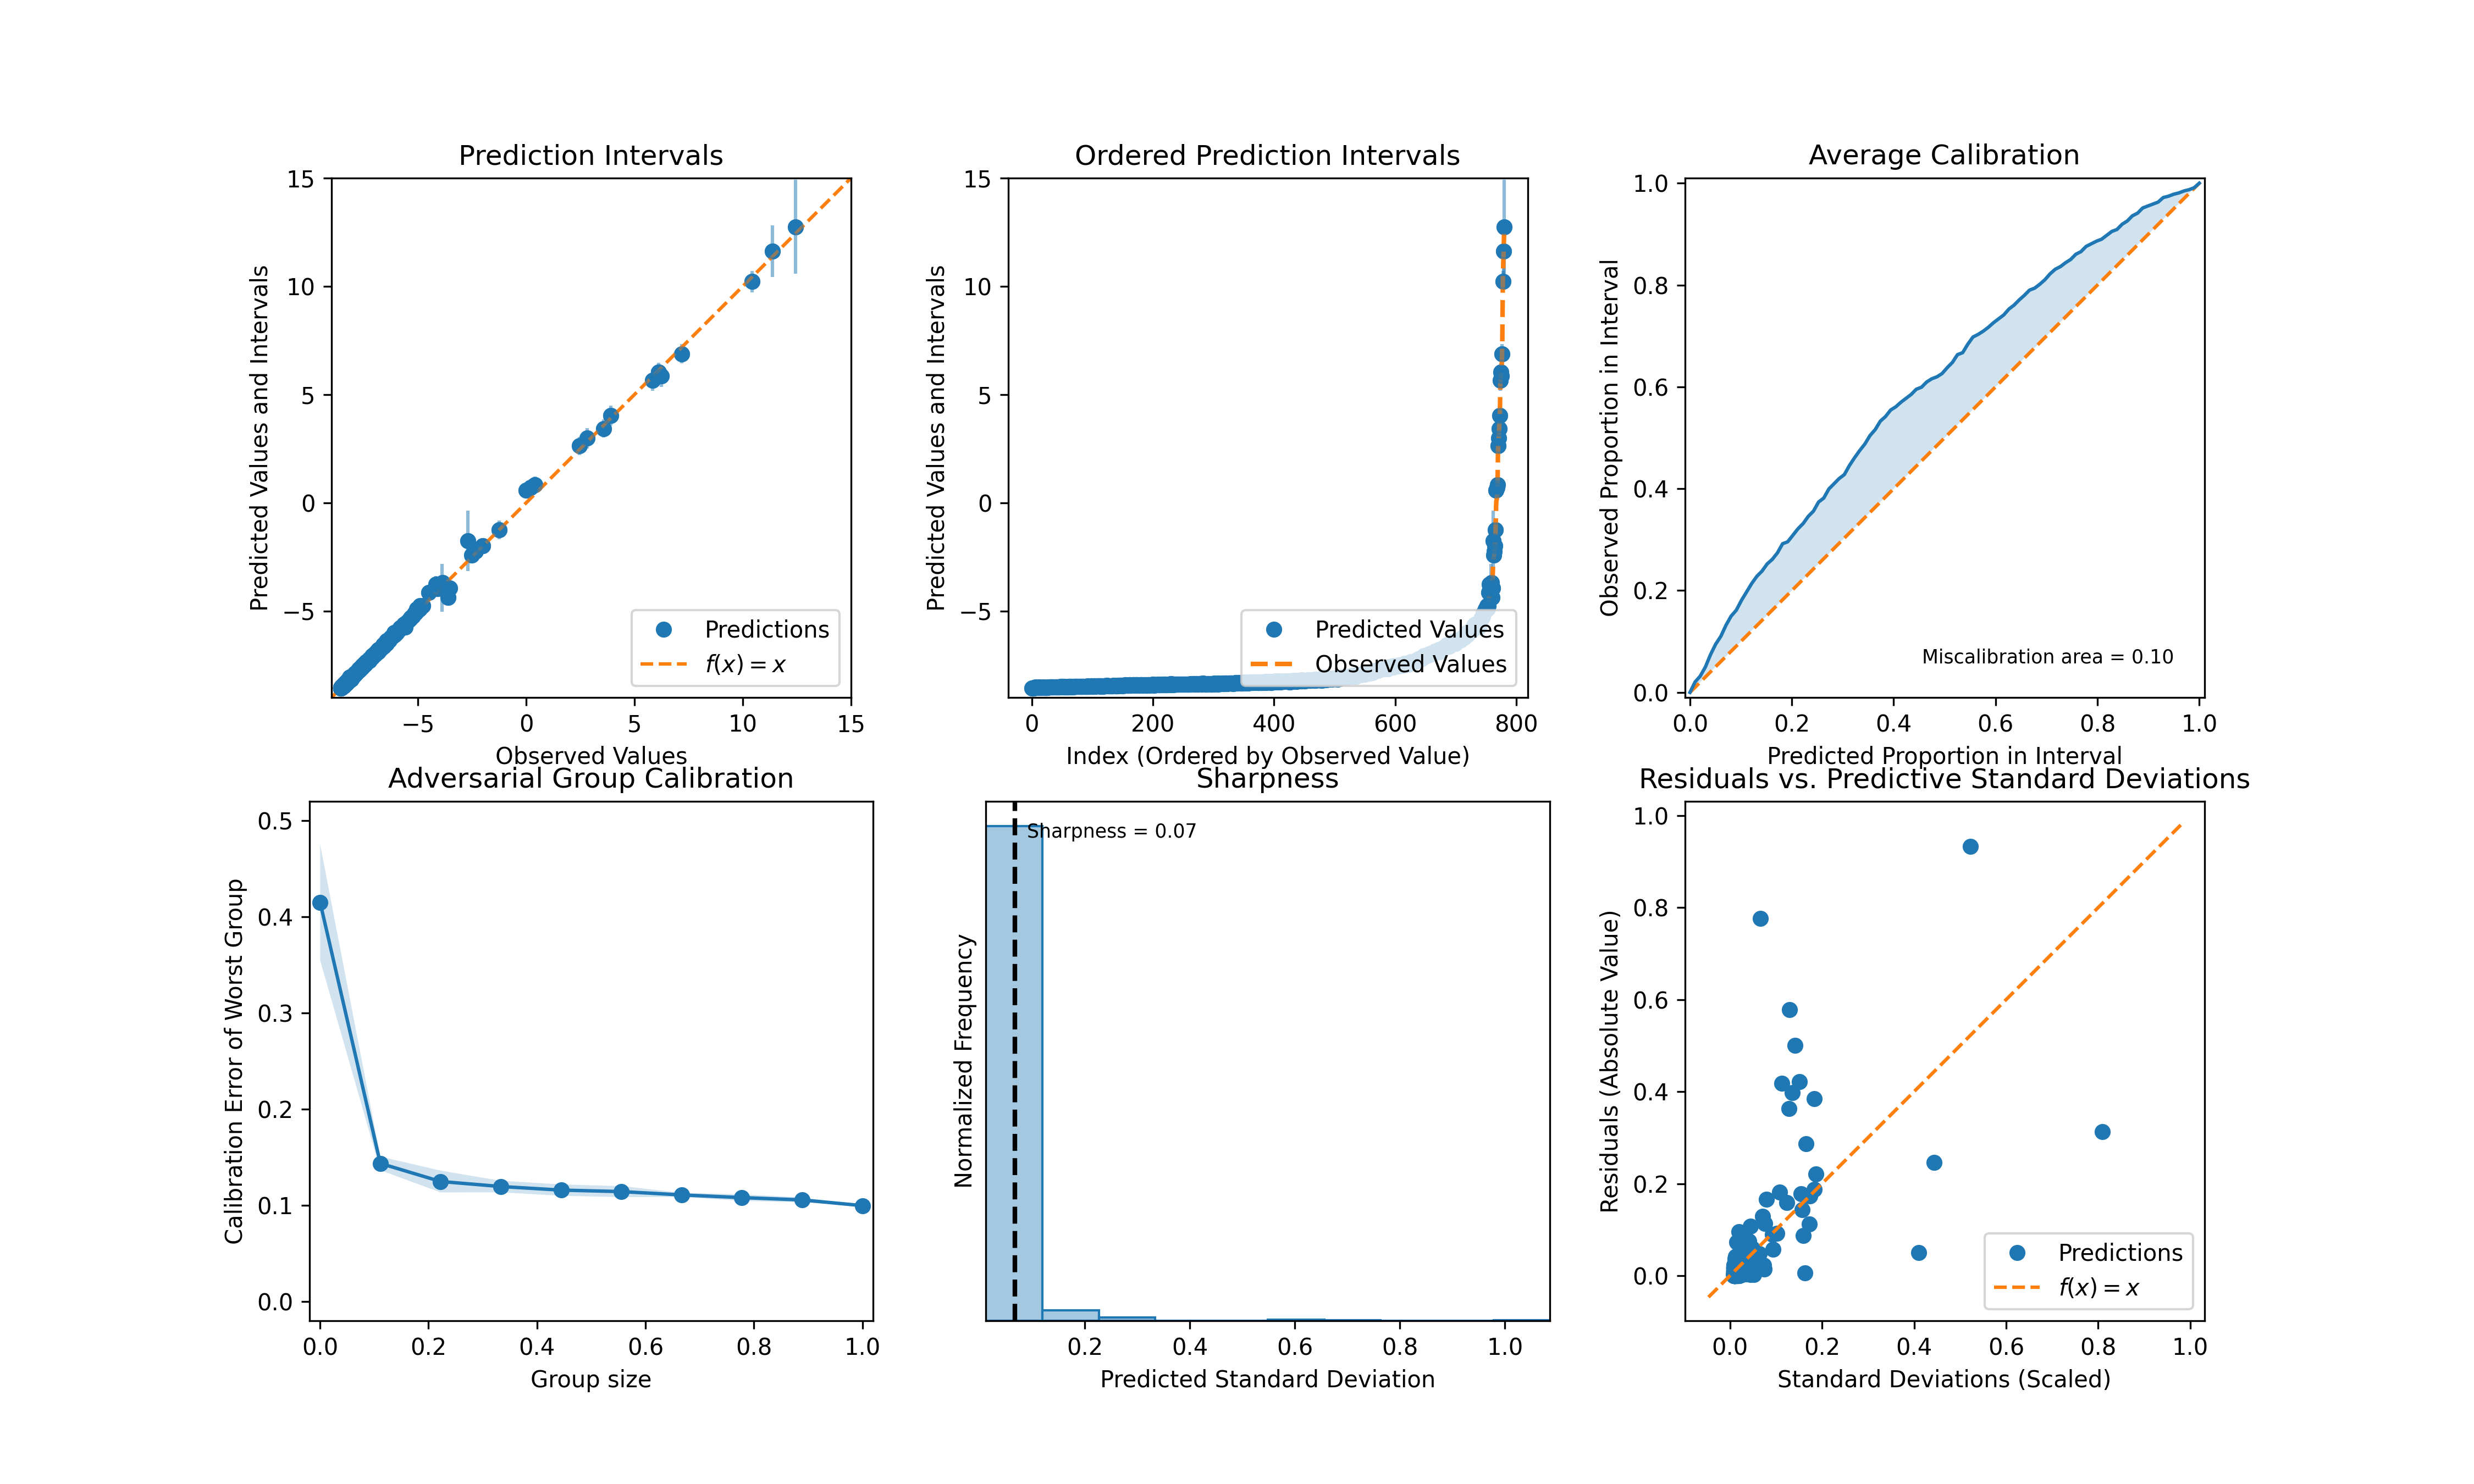 Prediction Intervals
15
10
5
0
−5
Predicted Values and Intervals
Predictions
f(x) = x
−5 0 5 10 15
Observed Values
Ordered Prediction Intervals
15
10
5
0
−5
Predicted Values and Intervals
Predicted Values
Observed Values
0 200 400 600 800
Index (Ordered by Observed Value)
Average Calibration
1.0
0.8
0.6
0.4
0.2
0.0
Observed Proportion in Interval
Miscalibration area = 0.10
0.0 0.2 0.4 0.6 0.8 1.0
Predicted Proportion in Interval
Adversarial Group Calibration
0.5
0.4
0.3
0.2
0.1
0.0
Calibration Error of Worst Group
0.0 0.2 0.4 0.6 0.8 1.0
Group size
Sharpness
Sharpness = 0.07
Normalized Frequency
0.2 0.4 0.6 0.8 1.0
Predicted Standard Deviation
Residuals vs. Predictive Standard Deviations
1.0
0.8
0.6
0.4
0.2
0.0
Residuals (Absolute Value)
Predictions
f(x) = x
0.0 0.2 0.4 0.6 0.8 1.0
Standard Deviations (Scaled)